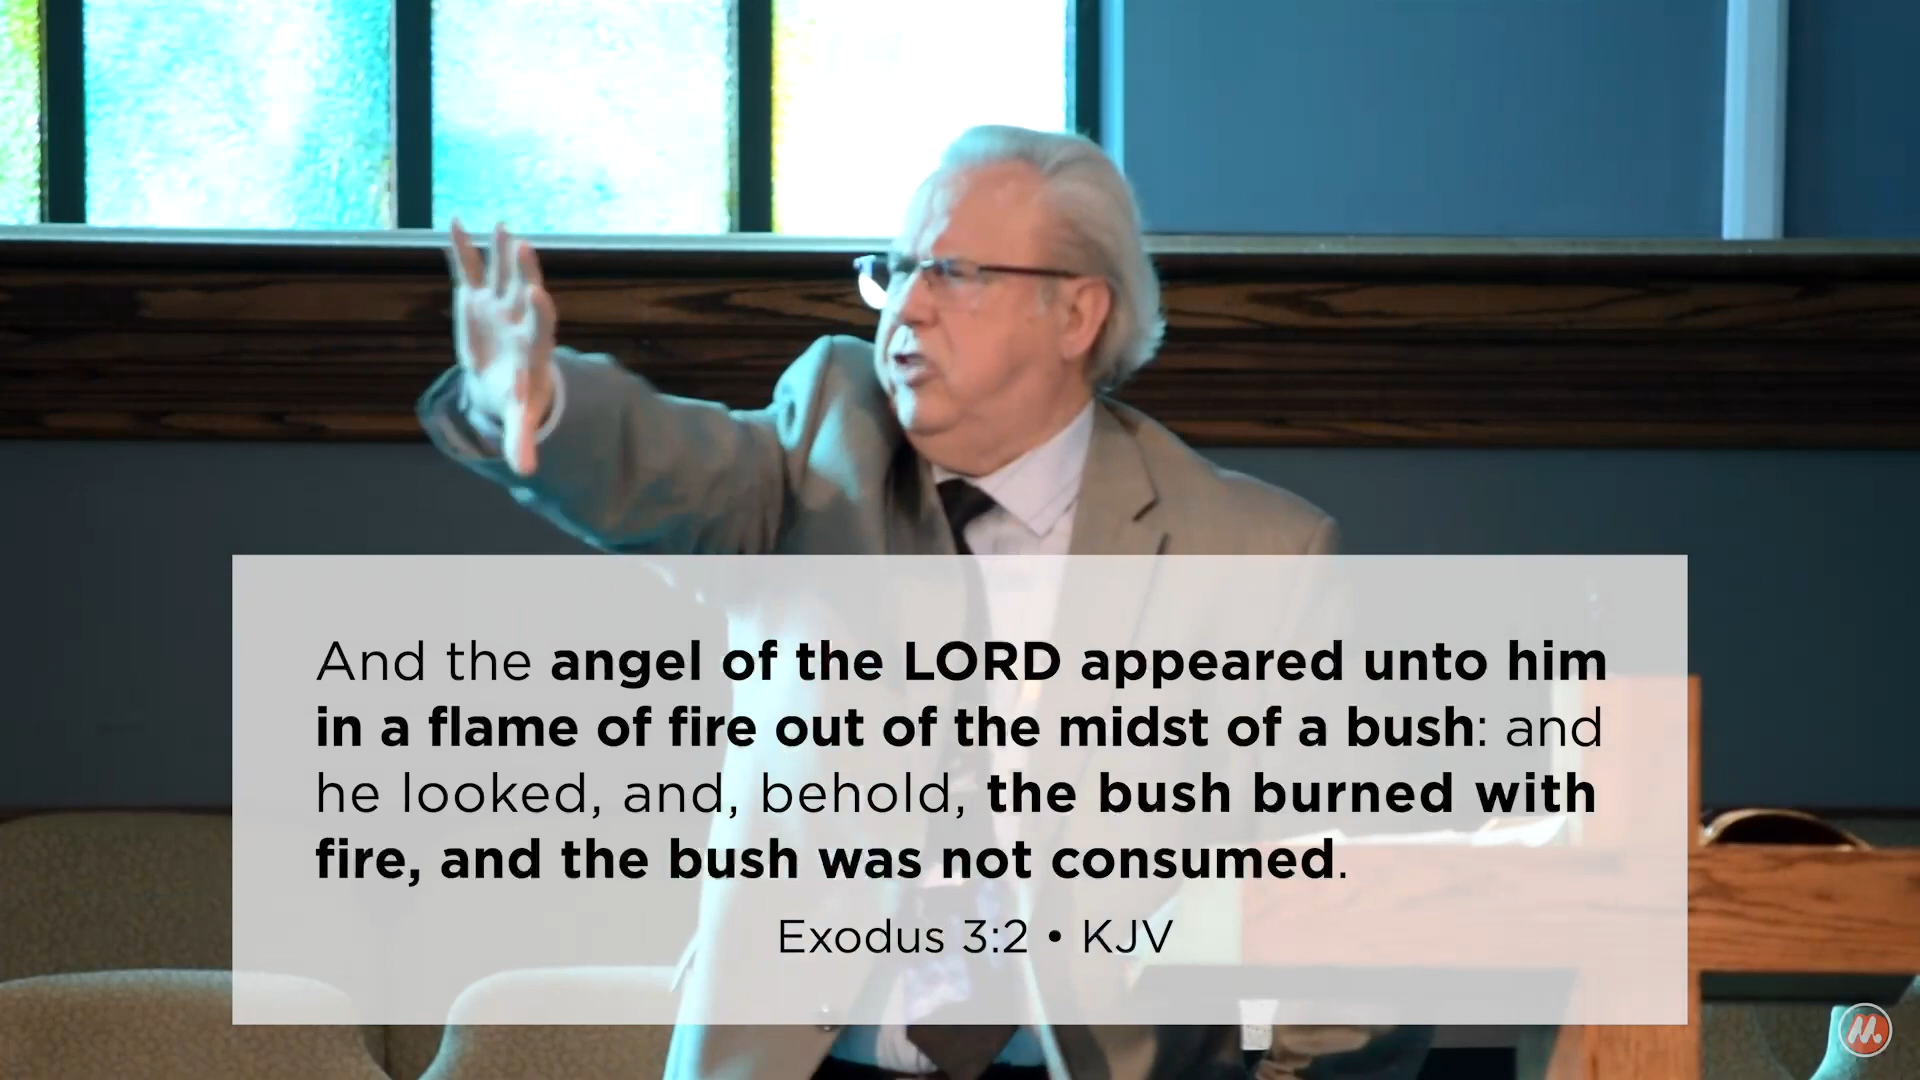 And the angel of the LORD appeared unto him
in a flame of fire out of the midst of a bush: and
he looked, and, behold, the bush burned with
fire, and the bush was not consumed.
Exodus 3:2 • KJV
M